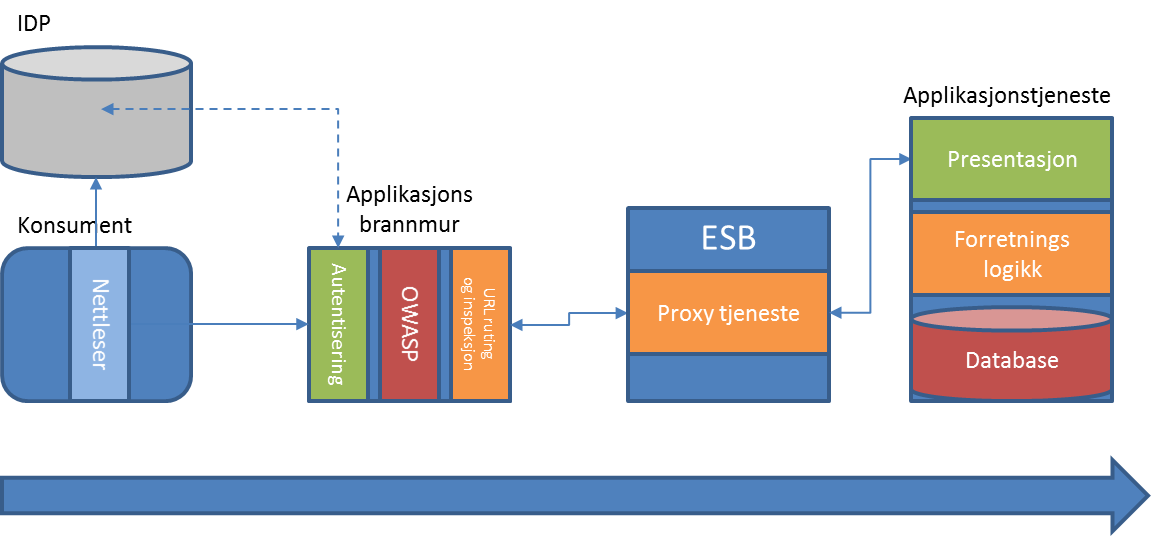 IDP
Konsument
Nettleser
Applikasjons
brannmur
Autentisering
OWASP
URL ruting
og inspeksjon
ESB
Proxy tjeneste
Applikasjonstjeneste
Presentasjon
Forretnings
logikk
Database